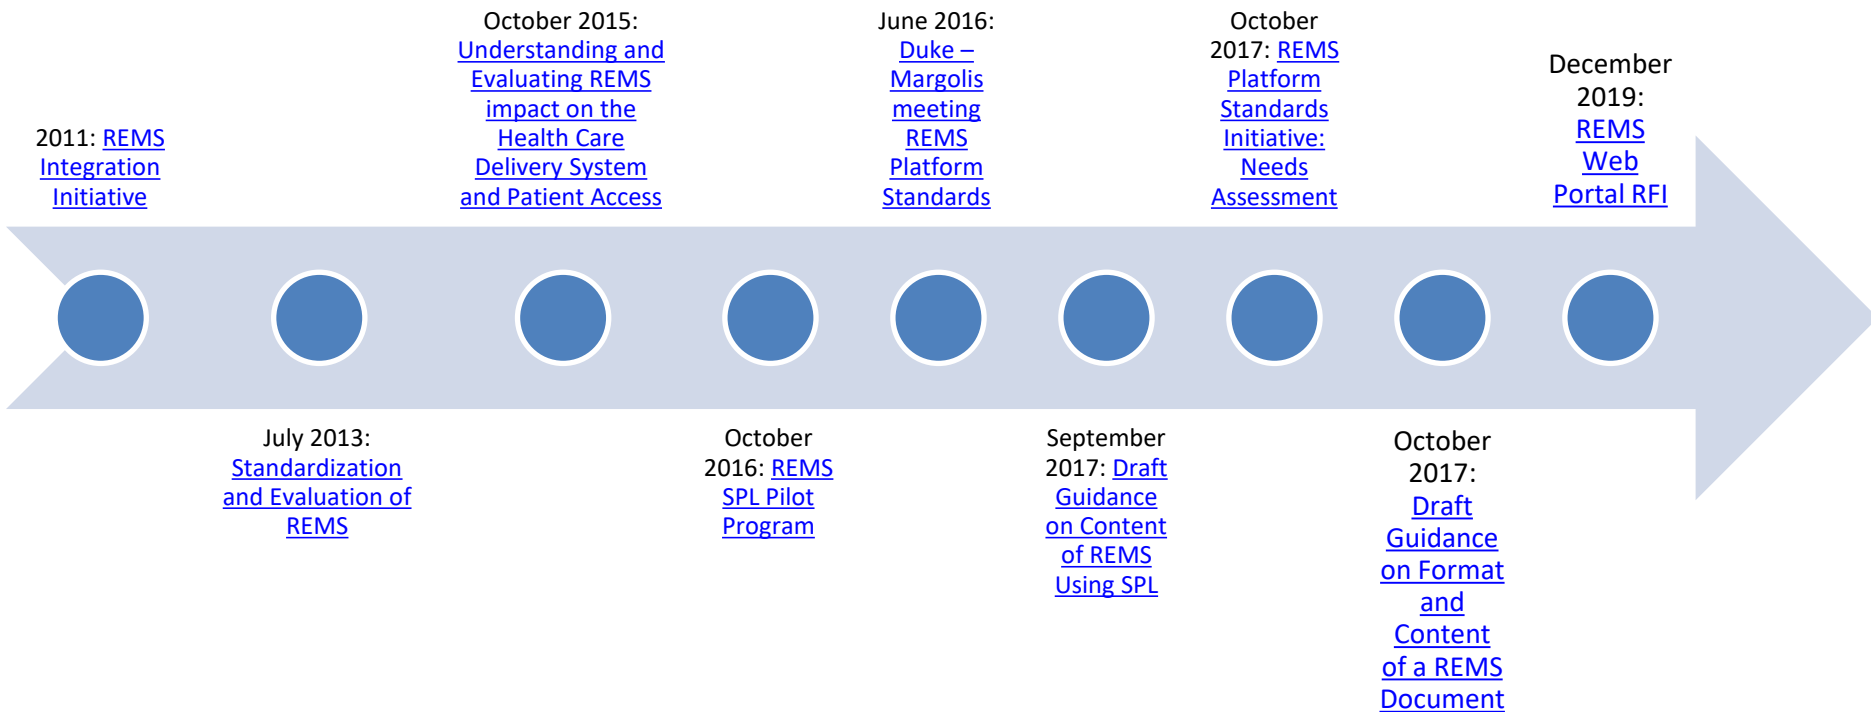 2011: REMS
Integration
Initiative
July 2013:
Standardization
and Evaluation of
REMS
October 2015:
Understanding and
Evaluating REMS
impact on the
Health Care
Delivery System
and Patient Access
October
2016: REMS
SPL Pilot
Program
June 2016:
Duke –
Margolis
meeting
REMS
Platform
Standards
September
2017: Draft
Guidance
on Content
of REMS
Using SPL
October
2017: REMS
Platform
Standards
Initiative:
Needs
Assessment
October
2017:
Draft
Guidance
on Format
and
Content
of a REMS
Document
December
2019:
REMS
Web
Portal RFI